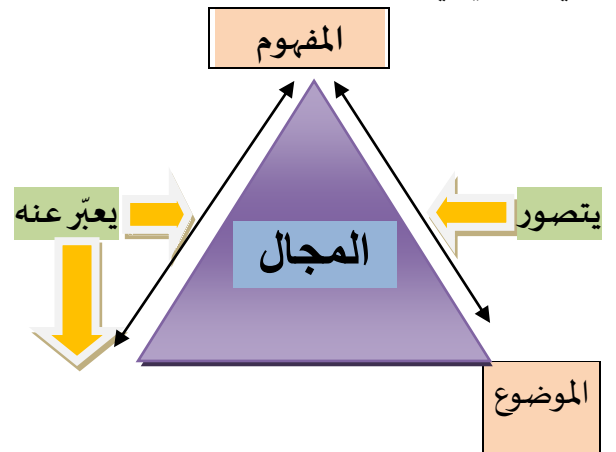 المفهوم
يتصور
يعبّر عنه
المجال
الموضوع